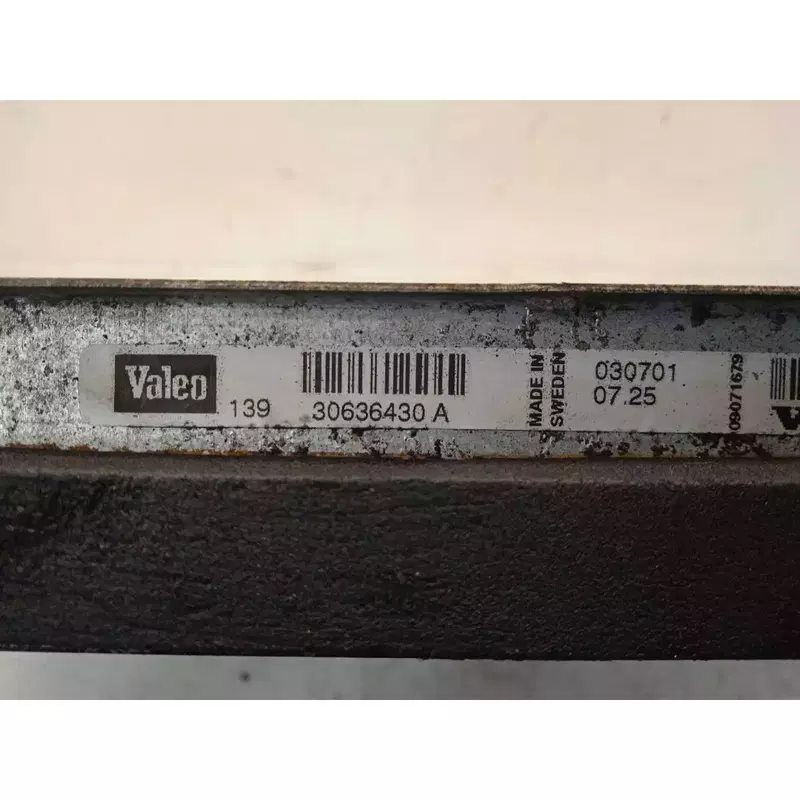 Valeo
139
30636430 A
MADE IN
SWEDEN
030701
07.25
09071679